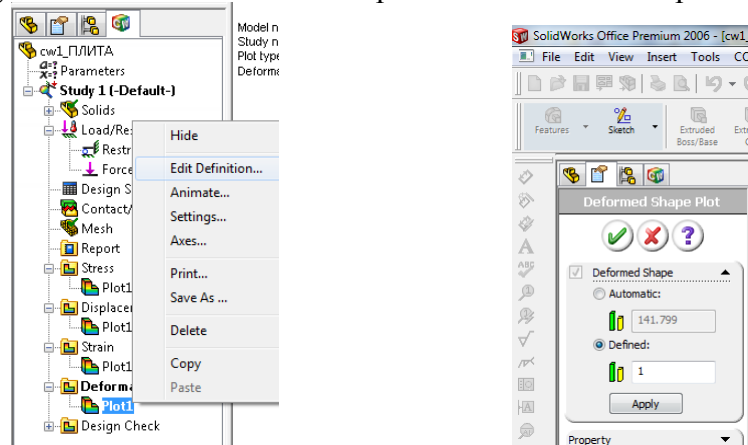 Model n
Study n
Plot type
Deforma
cw1_ПЛИТА
Parameters
Study 1 (-Default-)
Solids
Load/Re
Restr
Force
Design S
Contact/
Mesh
Report
Stress
Plot1
Displacer
Plot1
Strain
Plot1
Deforma
Plot1
Design Check
Hide
Edit Definition...
Animate...
Settings...
Axes...
Print...
Save As ...
Delete
Copy
Paste
SolidWorks Office Premium 2006 - [cw1_
File Edit View Insert Tools CO
Features
Sketch
Extruded Boss/Base
Deformed Shape Plot
Deformed Shape
Automatic:
141.799
Defined:
1
Apply
Property